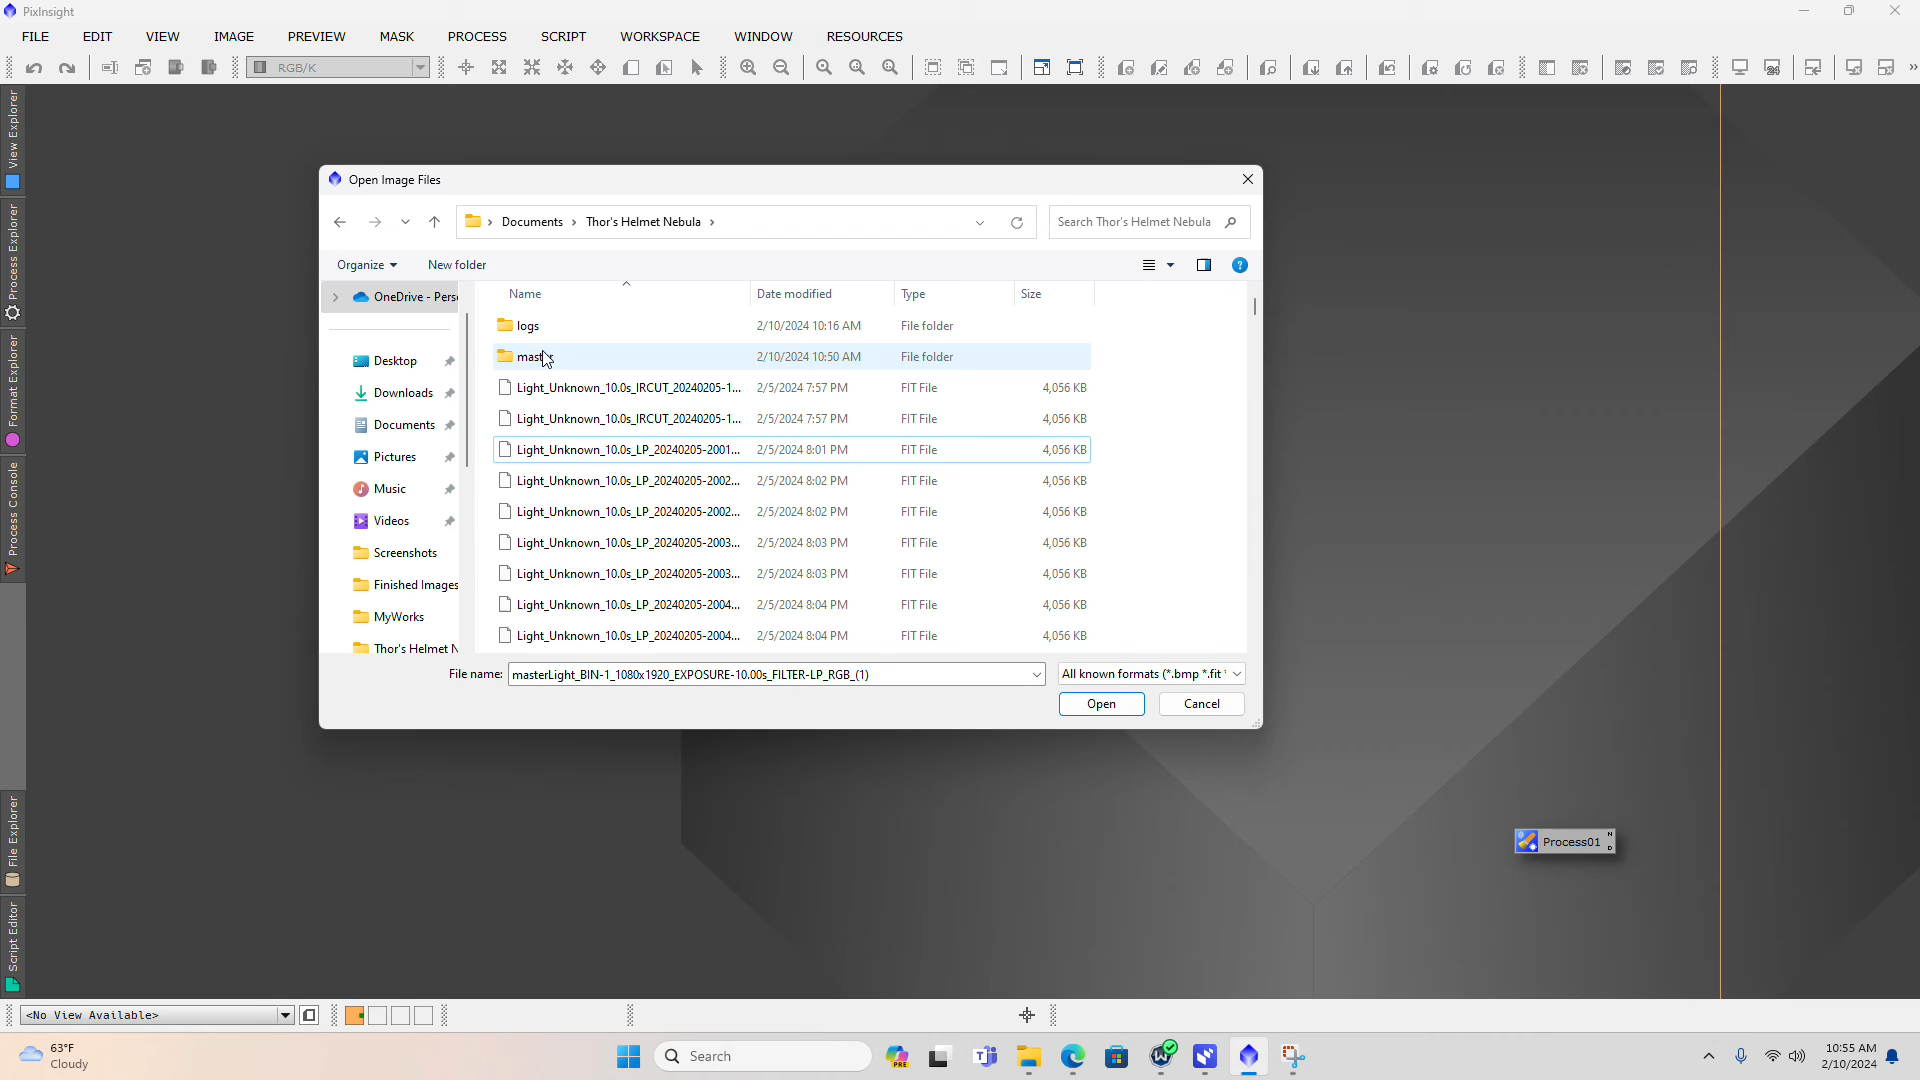 PixInsight
FILE EDIT VIEW IMAGE PREVIEW MASK PROCESS SCRIPT WORKSPACE WINDOW RESOURCES
RGB/K
View Explorer
Process Explorer
Format Explorer
Process Console
File Explorer
Script Editor
Open Image Files
Documents Thor's Helmet Nebula
Search Thor's Helmet Nebula
Organize New folder
OneDrive - Pers
Desktop
Downloads
Documents
Pictures
Music
Videos
Screenshots
Finished Images
MyWorks
Thor's Helmet N
Name Date modified Type Size
logs 2/10/2024 10:16 AM File folder
master 2/10/2024 10:50 AM File folder
Light_Unknown_10.0s_IRCUT_20240205-1... 2/5/2024 7:57 PM FIT File 4,056 KB
Light_Unknown_10.0s_IRCUT_20240205-1... 2/5/2024 7:57 PM FIT File 4,056 KB
Light_Unknown_10.0s_LP_20240205-2001... 2/5/2024 8:01 PM FIT File 4,056 KB
Light_Unknown_10.0s_LP_20240205-2002... 2/5/2024 8:02 PM FIT File 4,056 KB
Light_Unknown_10.0s_LP_20240205-2002... 2/5/2024 8:02 PM FIT File 4,056 KB
Light_Unknown_10.0s_LP_20240205-2003... 2/5/2024 8:03 PM FIT File 4,056 KB
Light_Unknown_10.0s_LP_20240205-2003... 2/5/2024 8:03 PM FIT File 4,056 KB
Light_Unknown_10.0s_LP_20240205-2004... 2/5/2024 8:04 PM FIT File 4,056 KB
Light_Unknown_10.0s_LP_20240205-2004... 2/5/2024 8:04 PM FIT File 4,056 KB
File name: masterLight_BIN-1_1080x1920_EXPOSURE-10.00s_FILTER-LP_RGB_(1) All known formats (*.bmp *.fit
Open Cancel
Process01 N D
<No View Available>
63°F
Cloudy
Search
PRE
10:55 AM
2/10/2024